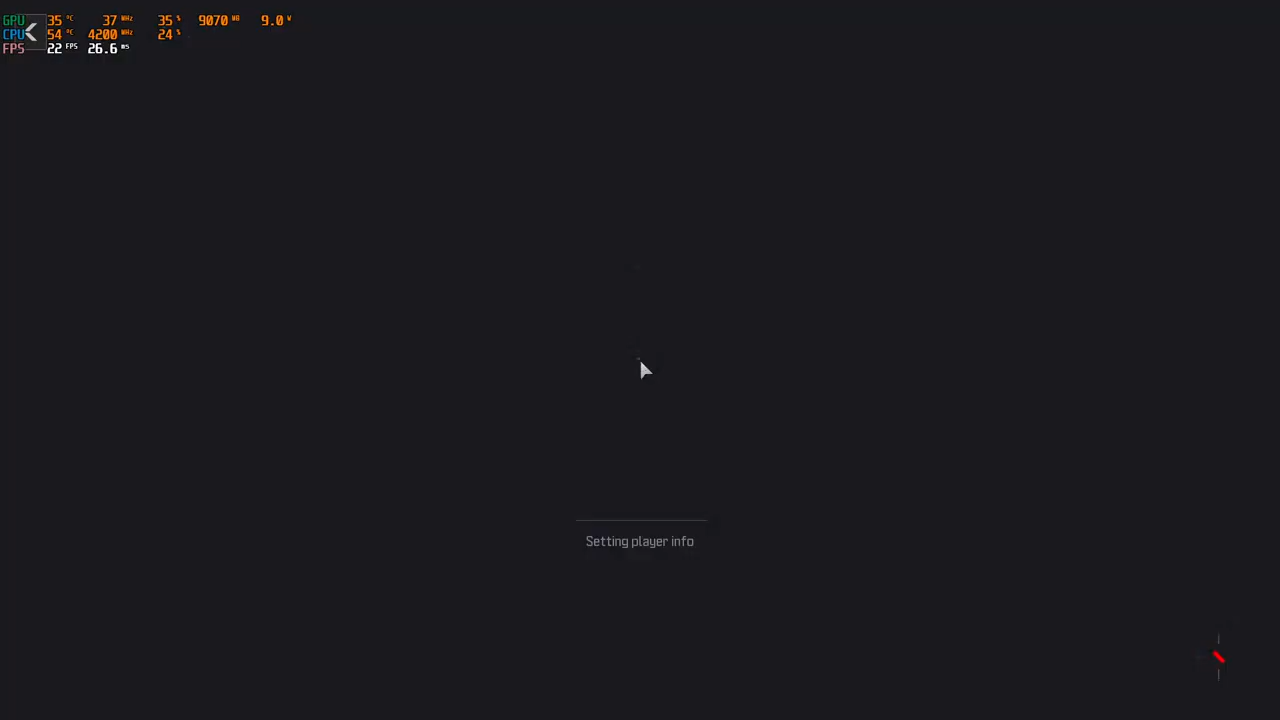 GPU 35 °C 37 MHz 35 % 9070 MB 9.0 W
CPU 54 °C 4200 MHz 24 %
FPS 22 FPS 26.6 ms
Setting player info